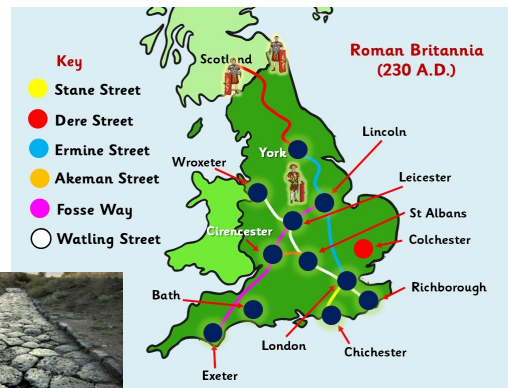 Roman Britannia
(230 A.D.)
Key
Stane Street
Dere Street
Ermine Street
Akeman Street
Fosse Way
Watling Street
Scotland
York
Lincoln
Wroxeter
Leicester
St Albans
Cirencester
Colchester
Richborough
Bath
London
Chichester
Exeter